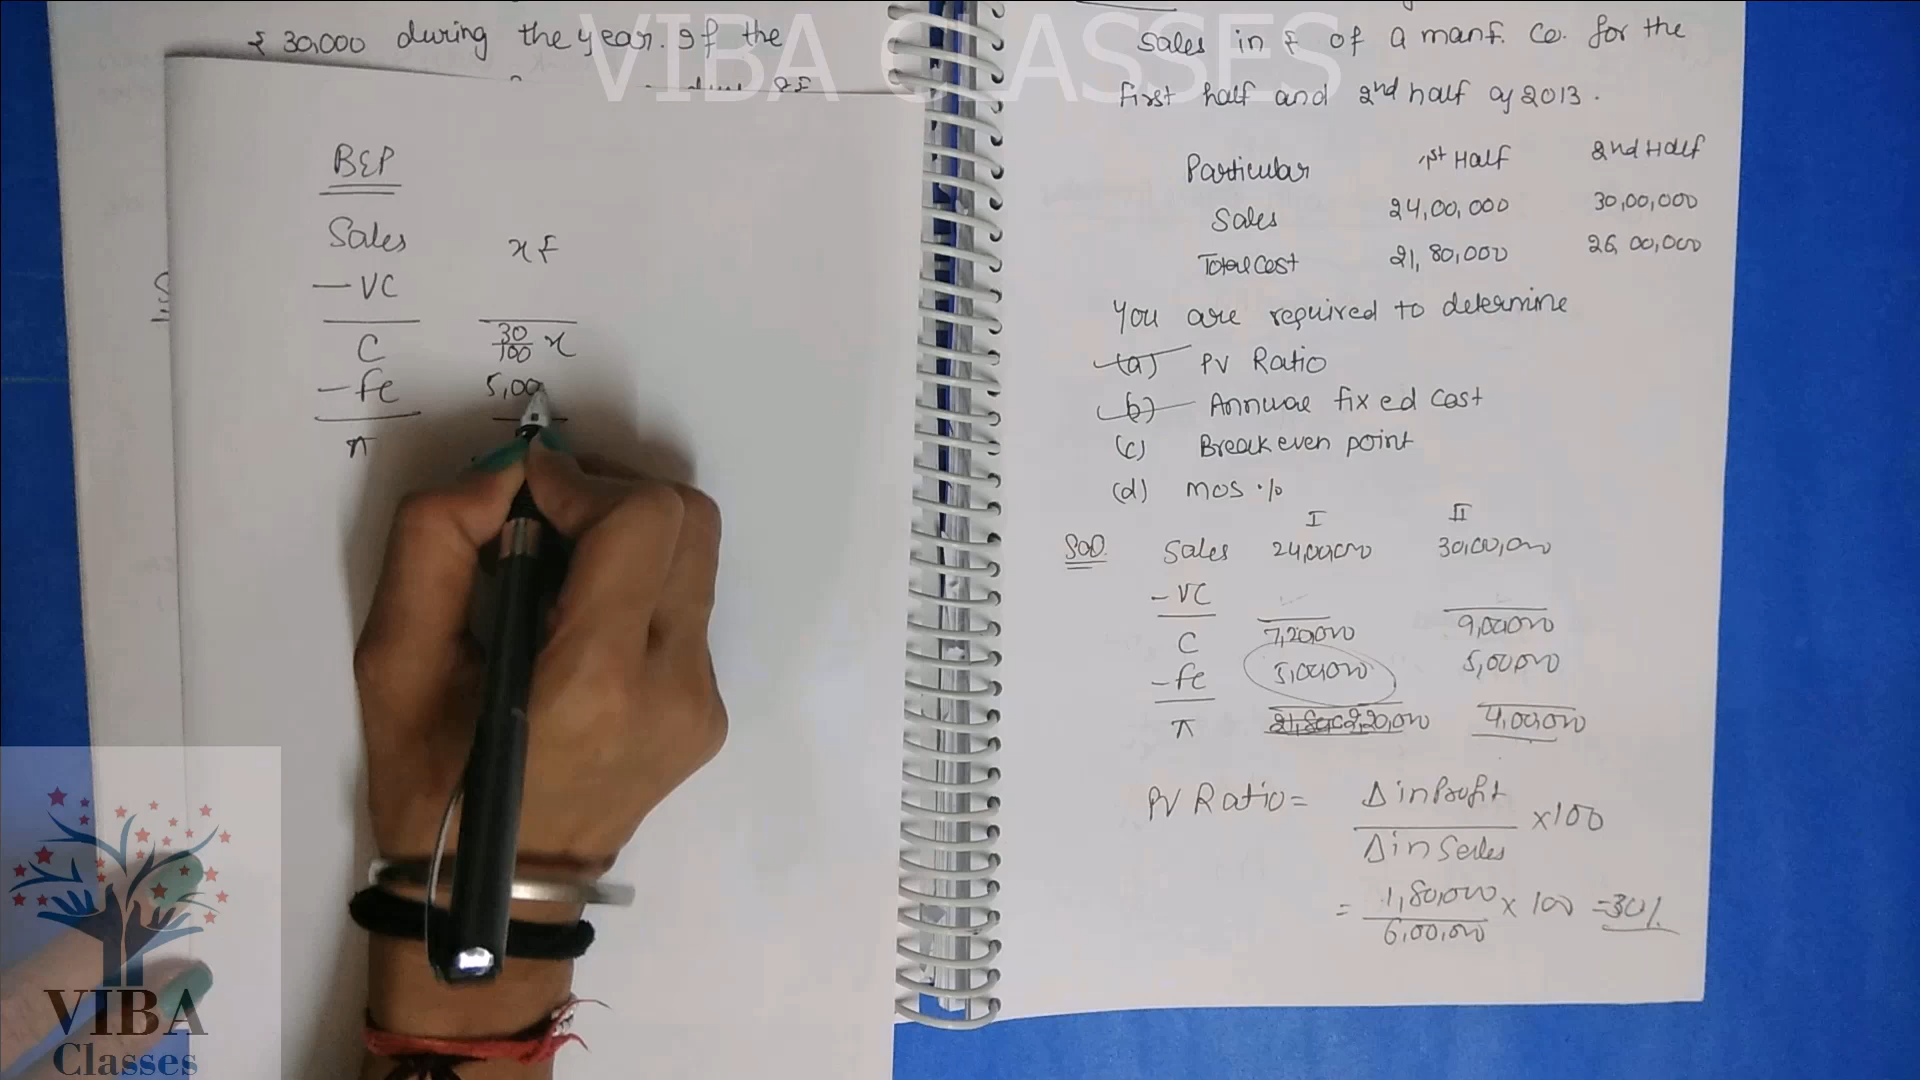 ₹ 30,000 during the year. If the
VIBA CLASSES
BEP
Sales x ₹
- VC
C 30/100 x
- fc 5,00
π
Sales in ₹ of a manf. Co. for the
first half and 2nd half of 2013.
Particular 1st Half 2nd Half
Sales 24,00,000 30,00,000
Total Cost 21,80,000 26,00,000
You are required to determine
(a) PV Ratio
(b) Annual fixed cost
(c) Break even point
(d) MOS %
I II
Sol. Sales 24,00,000 30,00,000
- VC
C 7,20,000 9,00,000
- fc 5,00,000 5,00,000
π 2,20,000 4,00,000
PV Ratio = Δ in Profit / Δ in Sales × 100
= 1,80,000 / 6,00,000 × 100 = 30%
VIBA
Classes